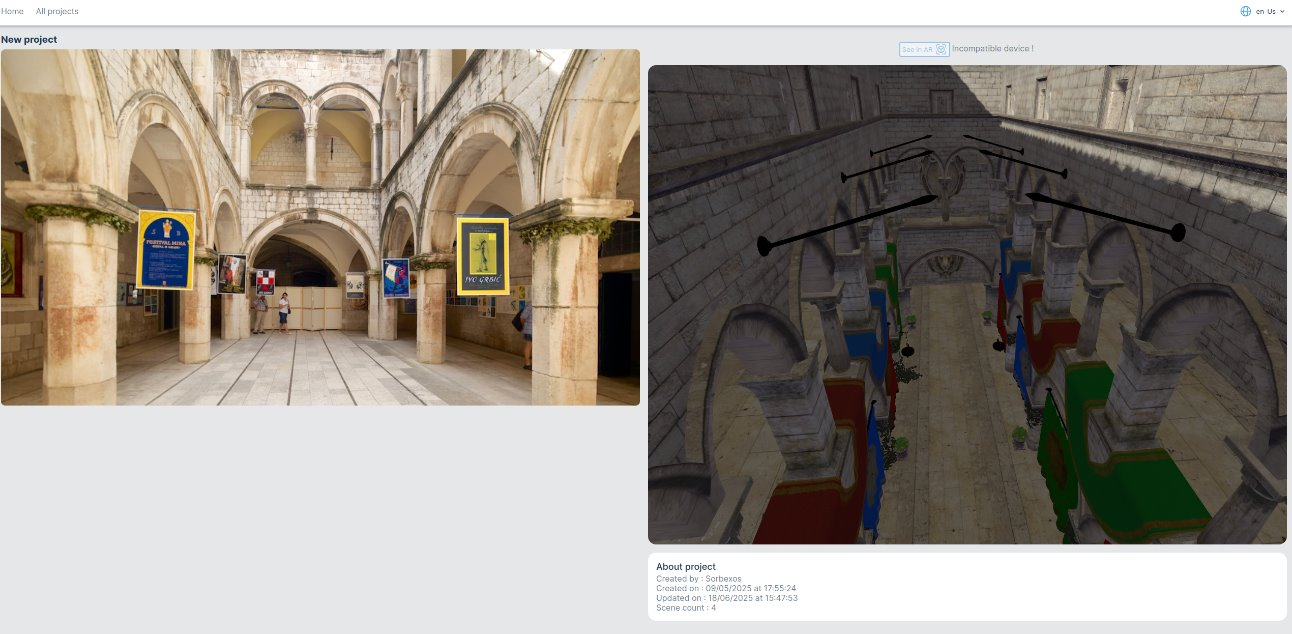 Home All projects
en Us
New project
See in AR Incompatible device !
FESTIVAL MIRA
IVO GRBIĆ
About project
Created by : Sorbexos
Created on : 09/05/2025 at 17:55:24
Updated on : 18/06/2025 at 15:47:53
Scene count : 4